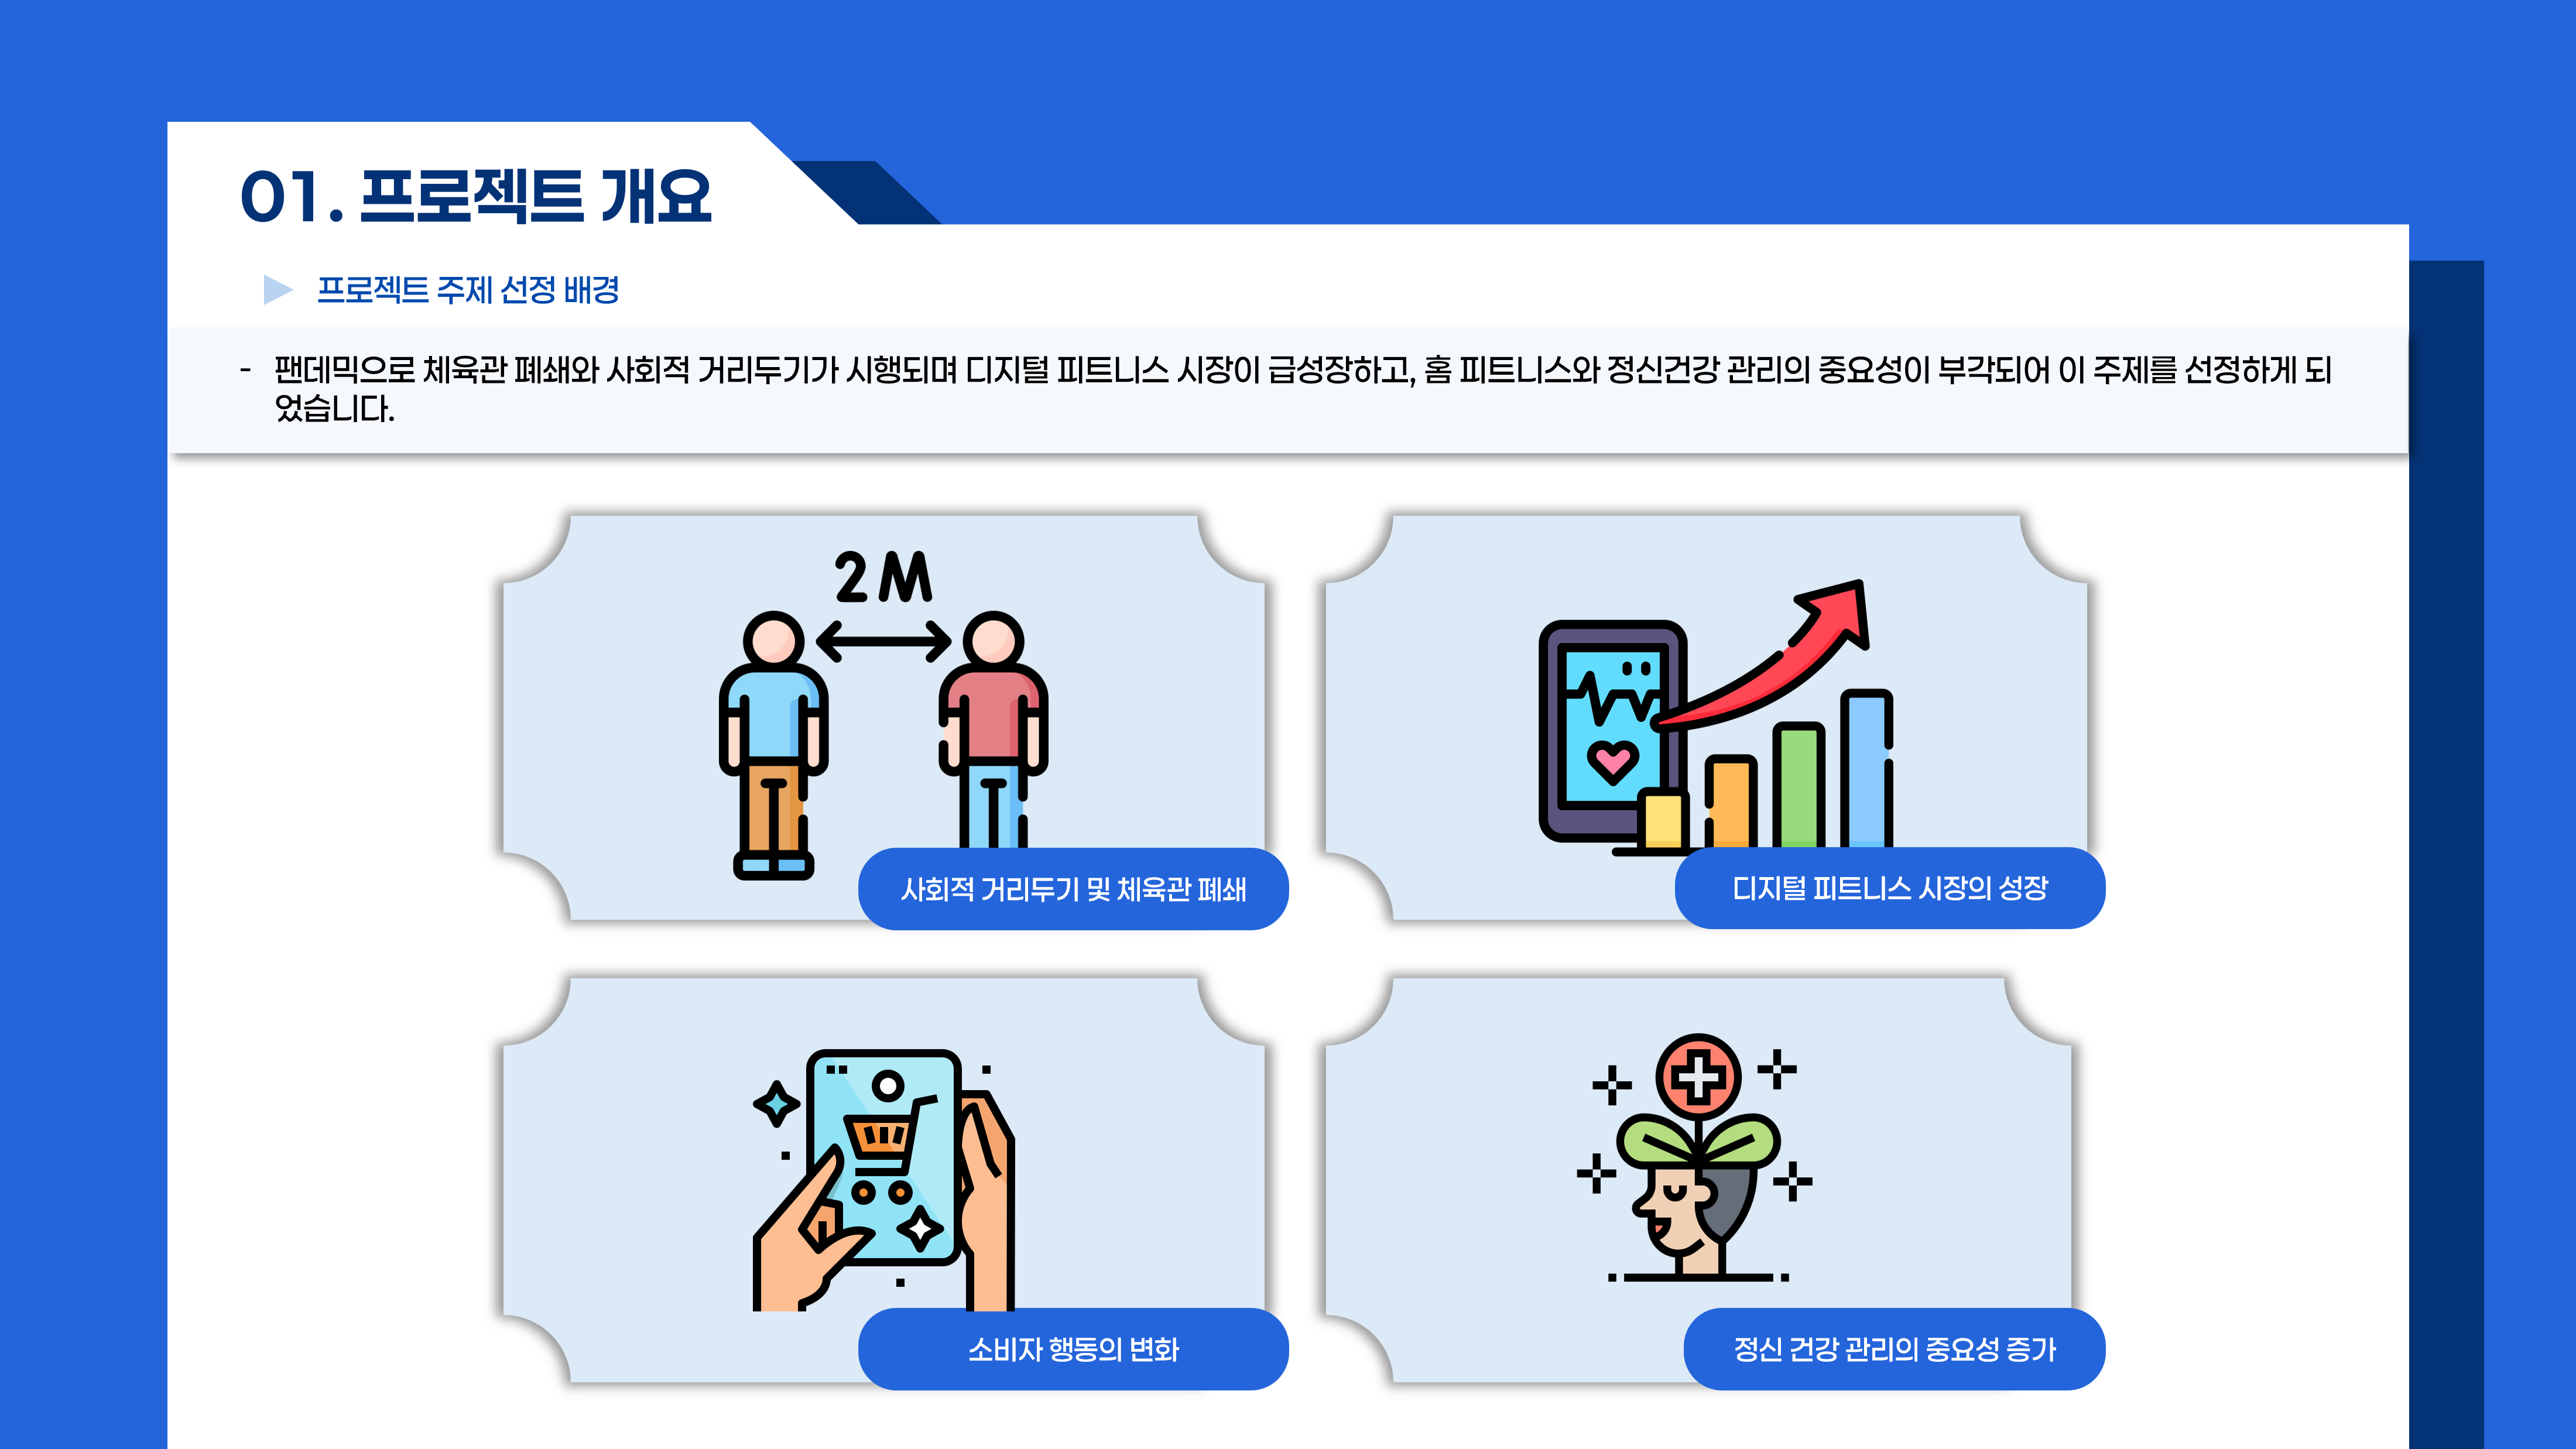 01. 프로젝트 개요
프로젝트 주제 선정 배경
- 팬데믹으로 체육관 폐쇄와 사회적 거리두기가 시행되며 디지털 피트니스 시장이 급성장하고, 홈 피트니스와 정신건강 관리의 중요성이 부각되어 이 주제를 선정하게 되
었습니다.
2M
사회적 거리두기 및 체육관 폐쇄
디지털 피트니스 시장의 성장
소비자 행동의 변화
정신 건강 관리의 중요성 증가